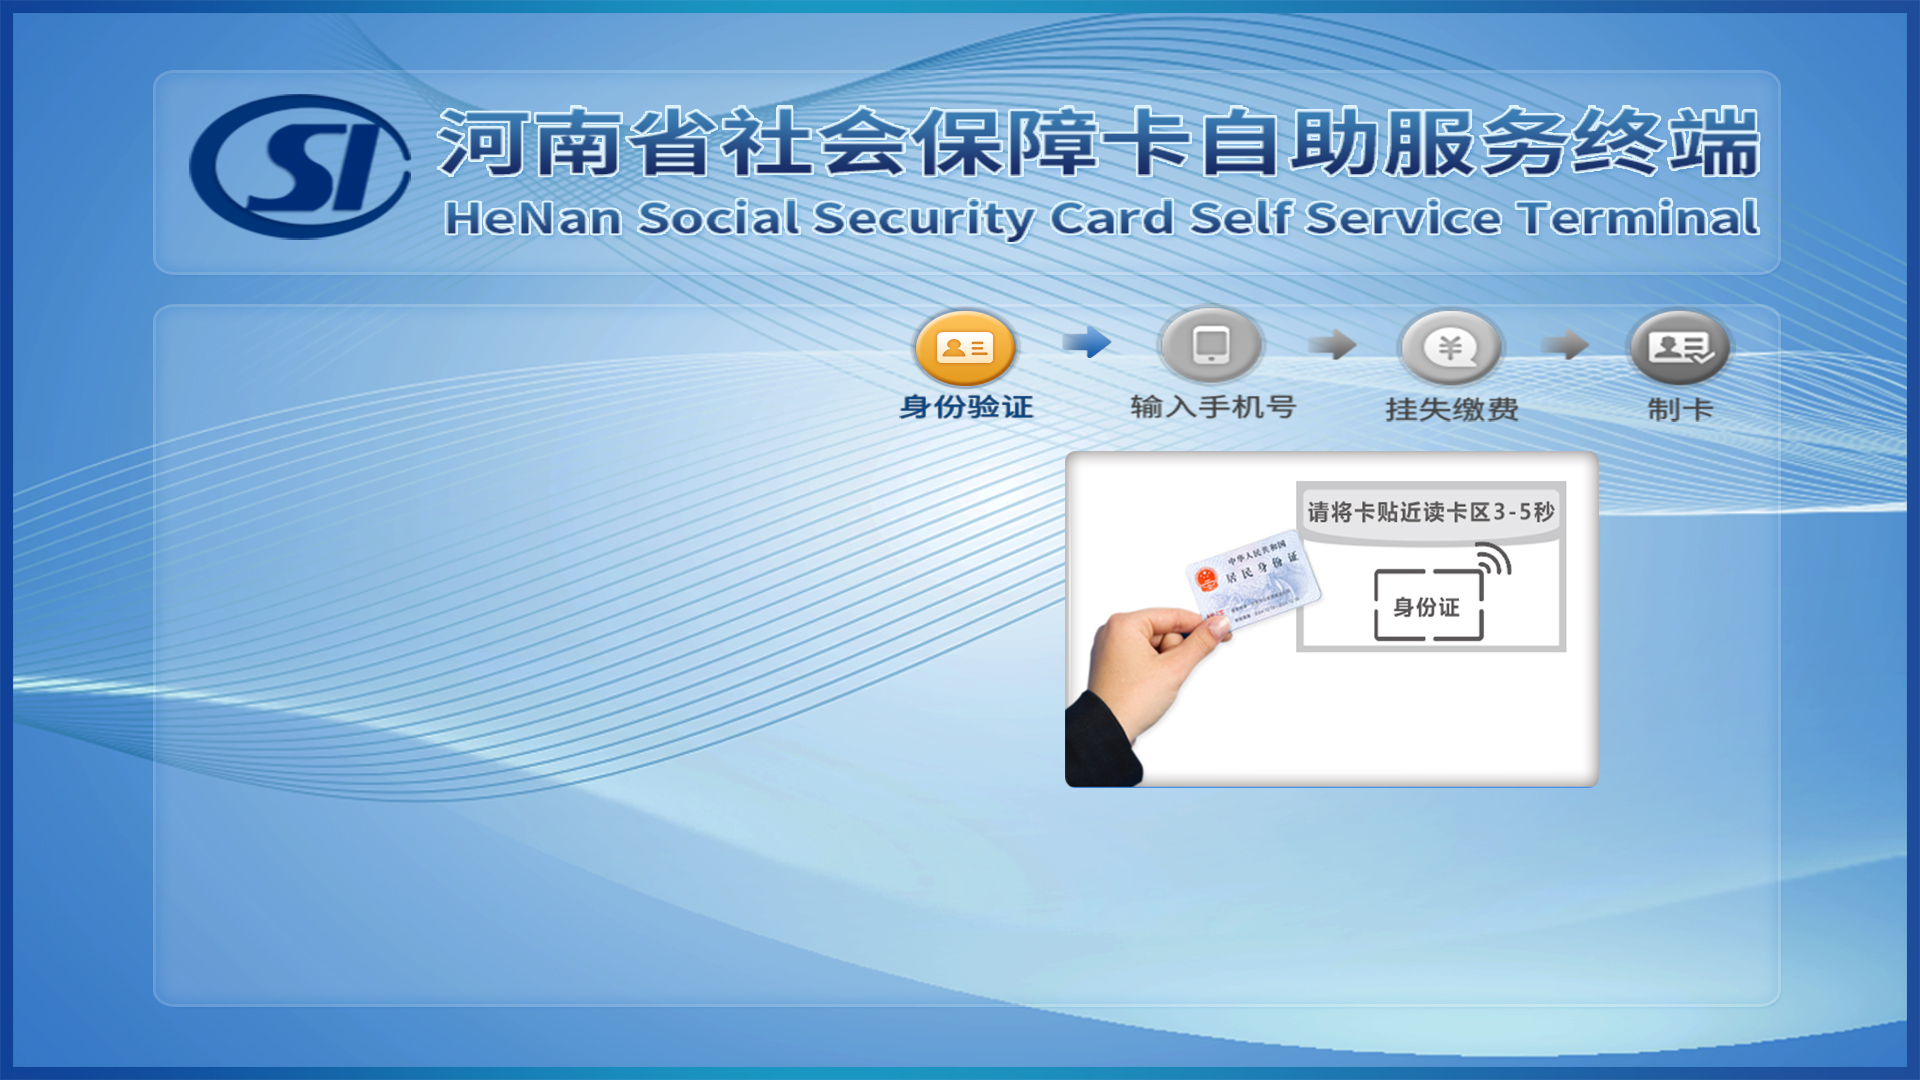 SI
河南省社会保障卡自助服务终端
HeNan Social Security Card Self Service Terminal
身份验证
输入手机号
挂失缴费
制卡
请将卡贴近读卡区3-5秒
中华人民共和国
居民身份证
身份证